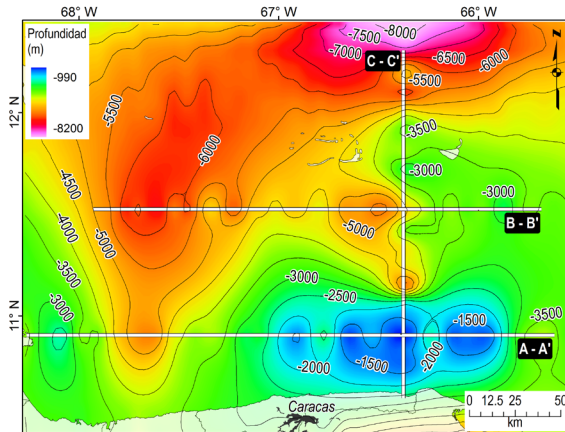 68° W
67° W
66° W
Profundidad
(m)
-990
-8200
-7500
-8000
-7000
C - C'
-6500
-6000
-5500
N
-5500
12° N
-3500
-6000
-3000
-4500
-3000
-4000
-5000
-5000
B - B'
-3500
-3000
-3000
-2500
11° N
-3500
-1500
-2000
-1500
-2000
A - A'
Caracas
0 12.5 25 50
km